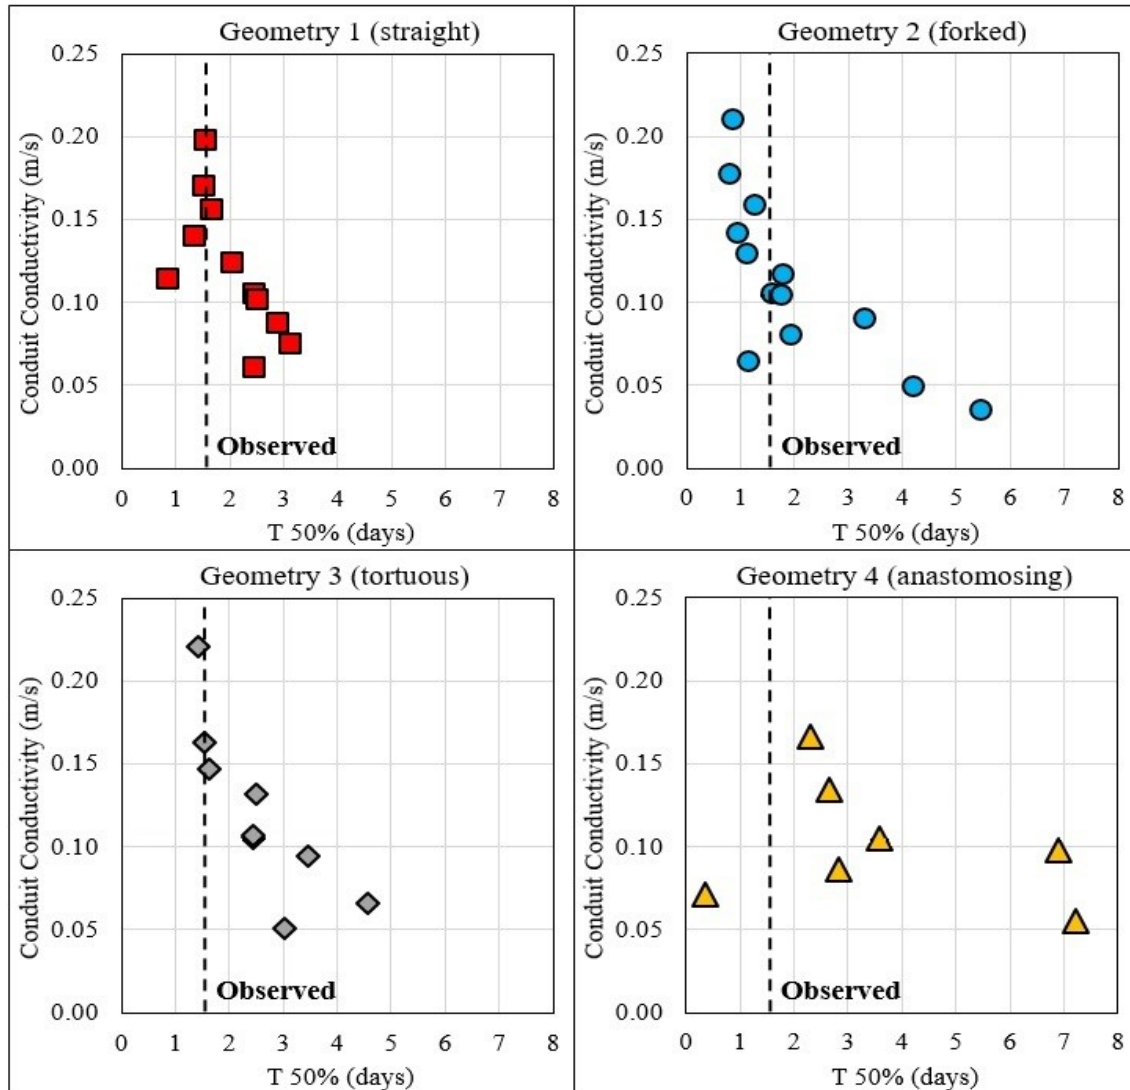 Geometry 1 (straight)
Conduit Conductivity (m/s)
0.25
0.20
0.15
0.10
0.05
0.00
Observed
0 1 2 3 4 5 6 7 8
T 50% (days)
Geometry 2 (forked)
Conduit Conductivity (m/s)
0.25
0.20
0.15
0.10
0.05
0.00
Observed
0 1 2 3 4 5 6 7 8
T 50% (days)
Geometry 3 (tortuous)
Conduit Conductivity (m/s)
0.25
0.20
0.15
0.10
0.05
0.00
Observed
0 1 2 3 4 5 6 7 8
T 50% (days)
Geometry 4 (anastomosing)
Conduit Conductivity (m/s)
0.25
0.20
0.15
0.10
0.05
0.00
Observed
0 1 2 3 4 5 6 7 8
T 50% (days)